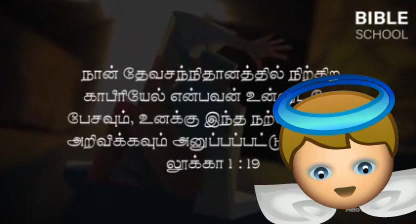 BIBLE
SCHOOL
நான் தேவசந்நிதானத்தில் நிற்கிற
காபிரியேல் என்பவன்
பேசவும், உனக்கு இந்த
அறிவிக்கவும்
லூக்கா 1 : 19